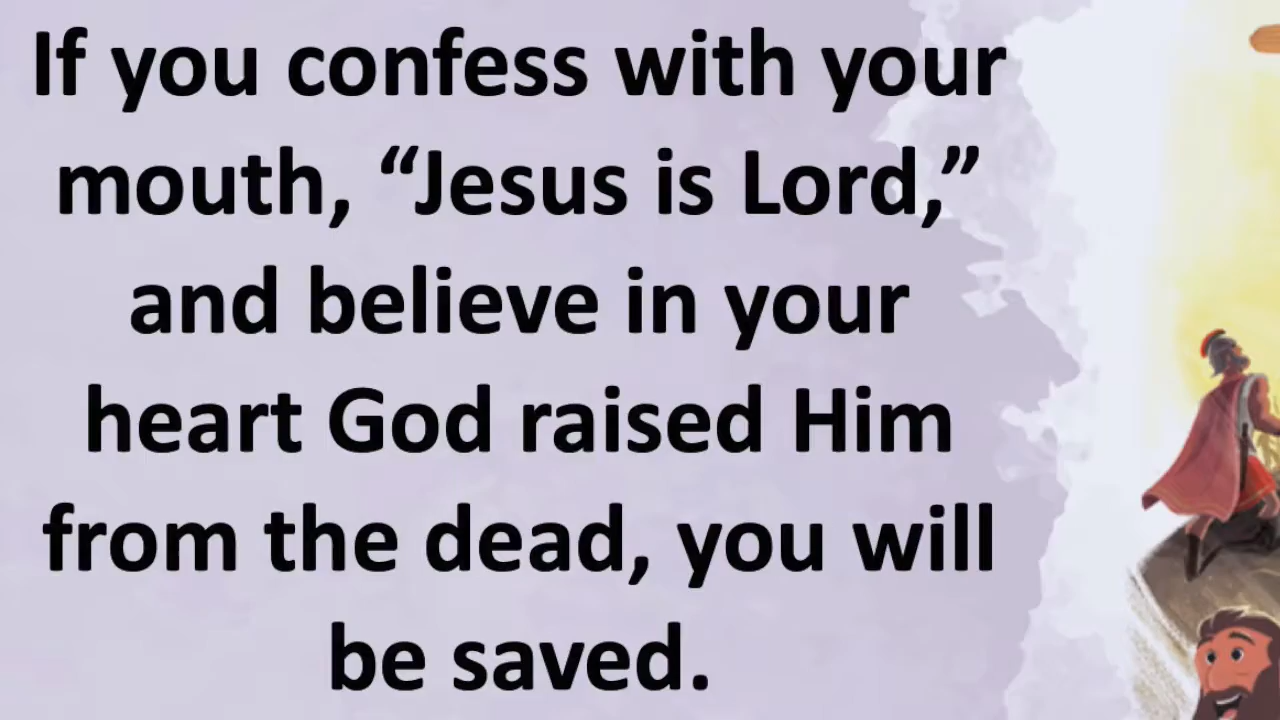 If you confess with your
mouth, “Jesus is Lord,”
and believe in your
heart God raised Him
from the dead, you will
be saved.